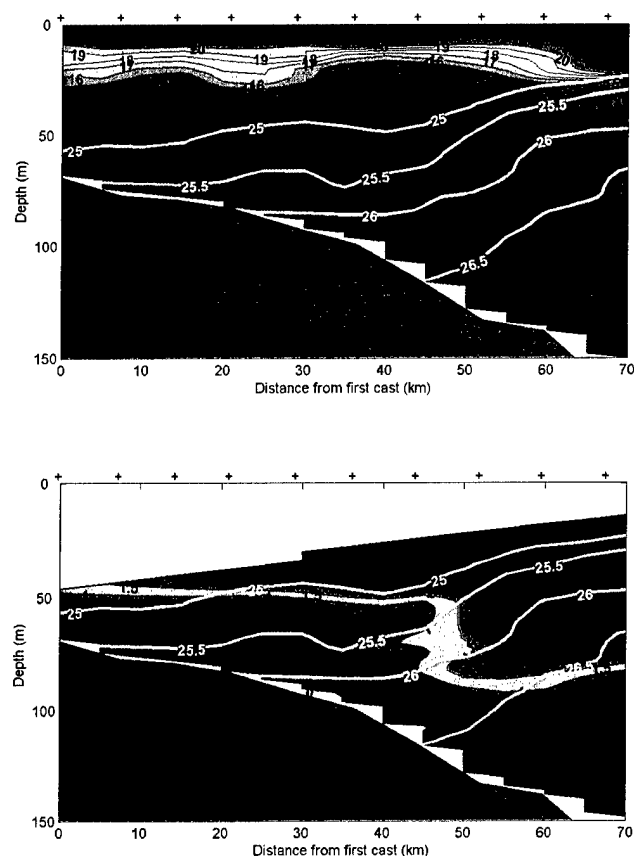 + + + + + + + + + +
0
50
100
150
Depth (m)
19 18 20 19 19 18 20
16 17 16 17
25 25 25.5
25.5 25.5 26
26 26.5
0 10 20 30 40 50 60 70
Distance from first cast (km)
+ + + + + + + + + +
0
50
100
150
Depth (m)
1.5 25 25
25 25.5
25.5 25.5 26
26 26.5
0 10 20 30 40 50 60 70
Distance from first cast (km)